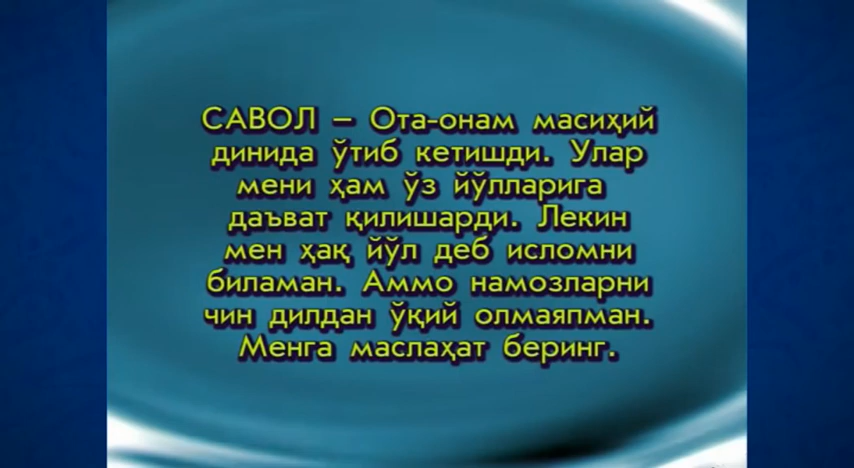 САВОЛ – Ота-онам масиҳий
динида ўтиб кетишди. Улар
мени ҳам ўз йўлларига
даъват қилишарди. Лекин
мен ҳақ йўл деб исломни
биламан. Аммо намозларни
чин дилдан ўқий олмаяпман.
Менга маслаҳат беринг.